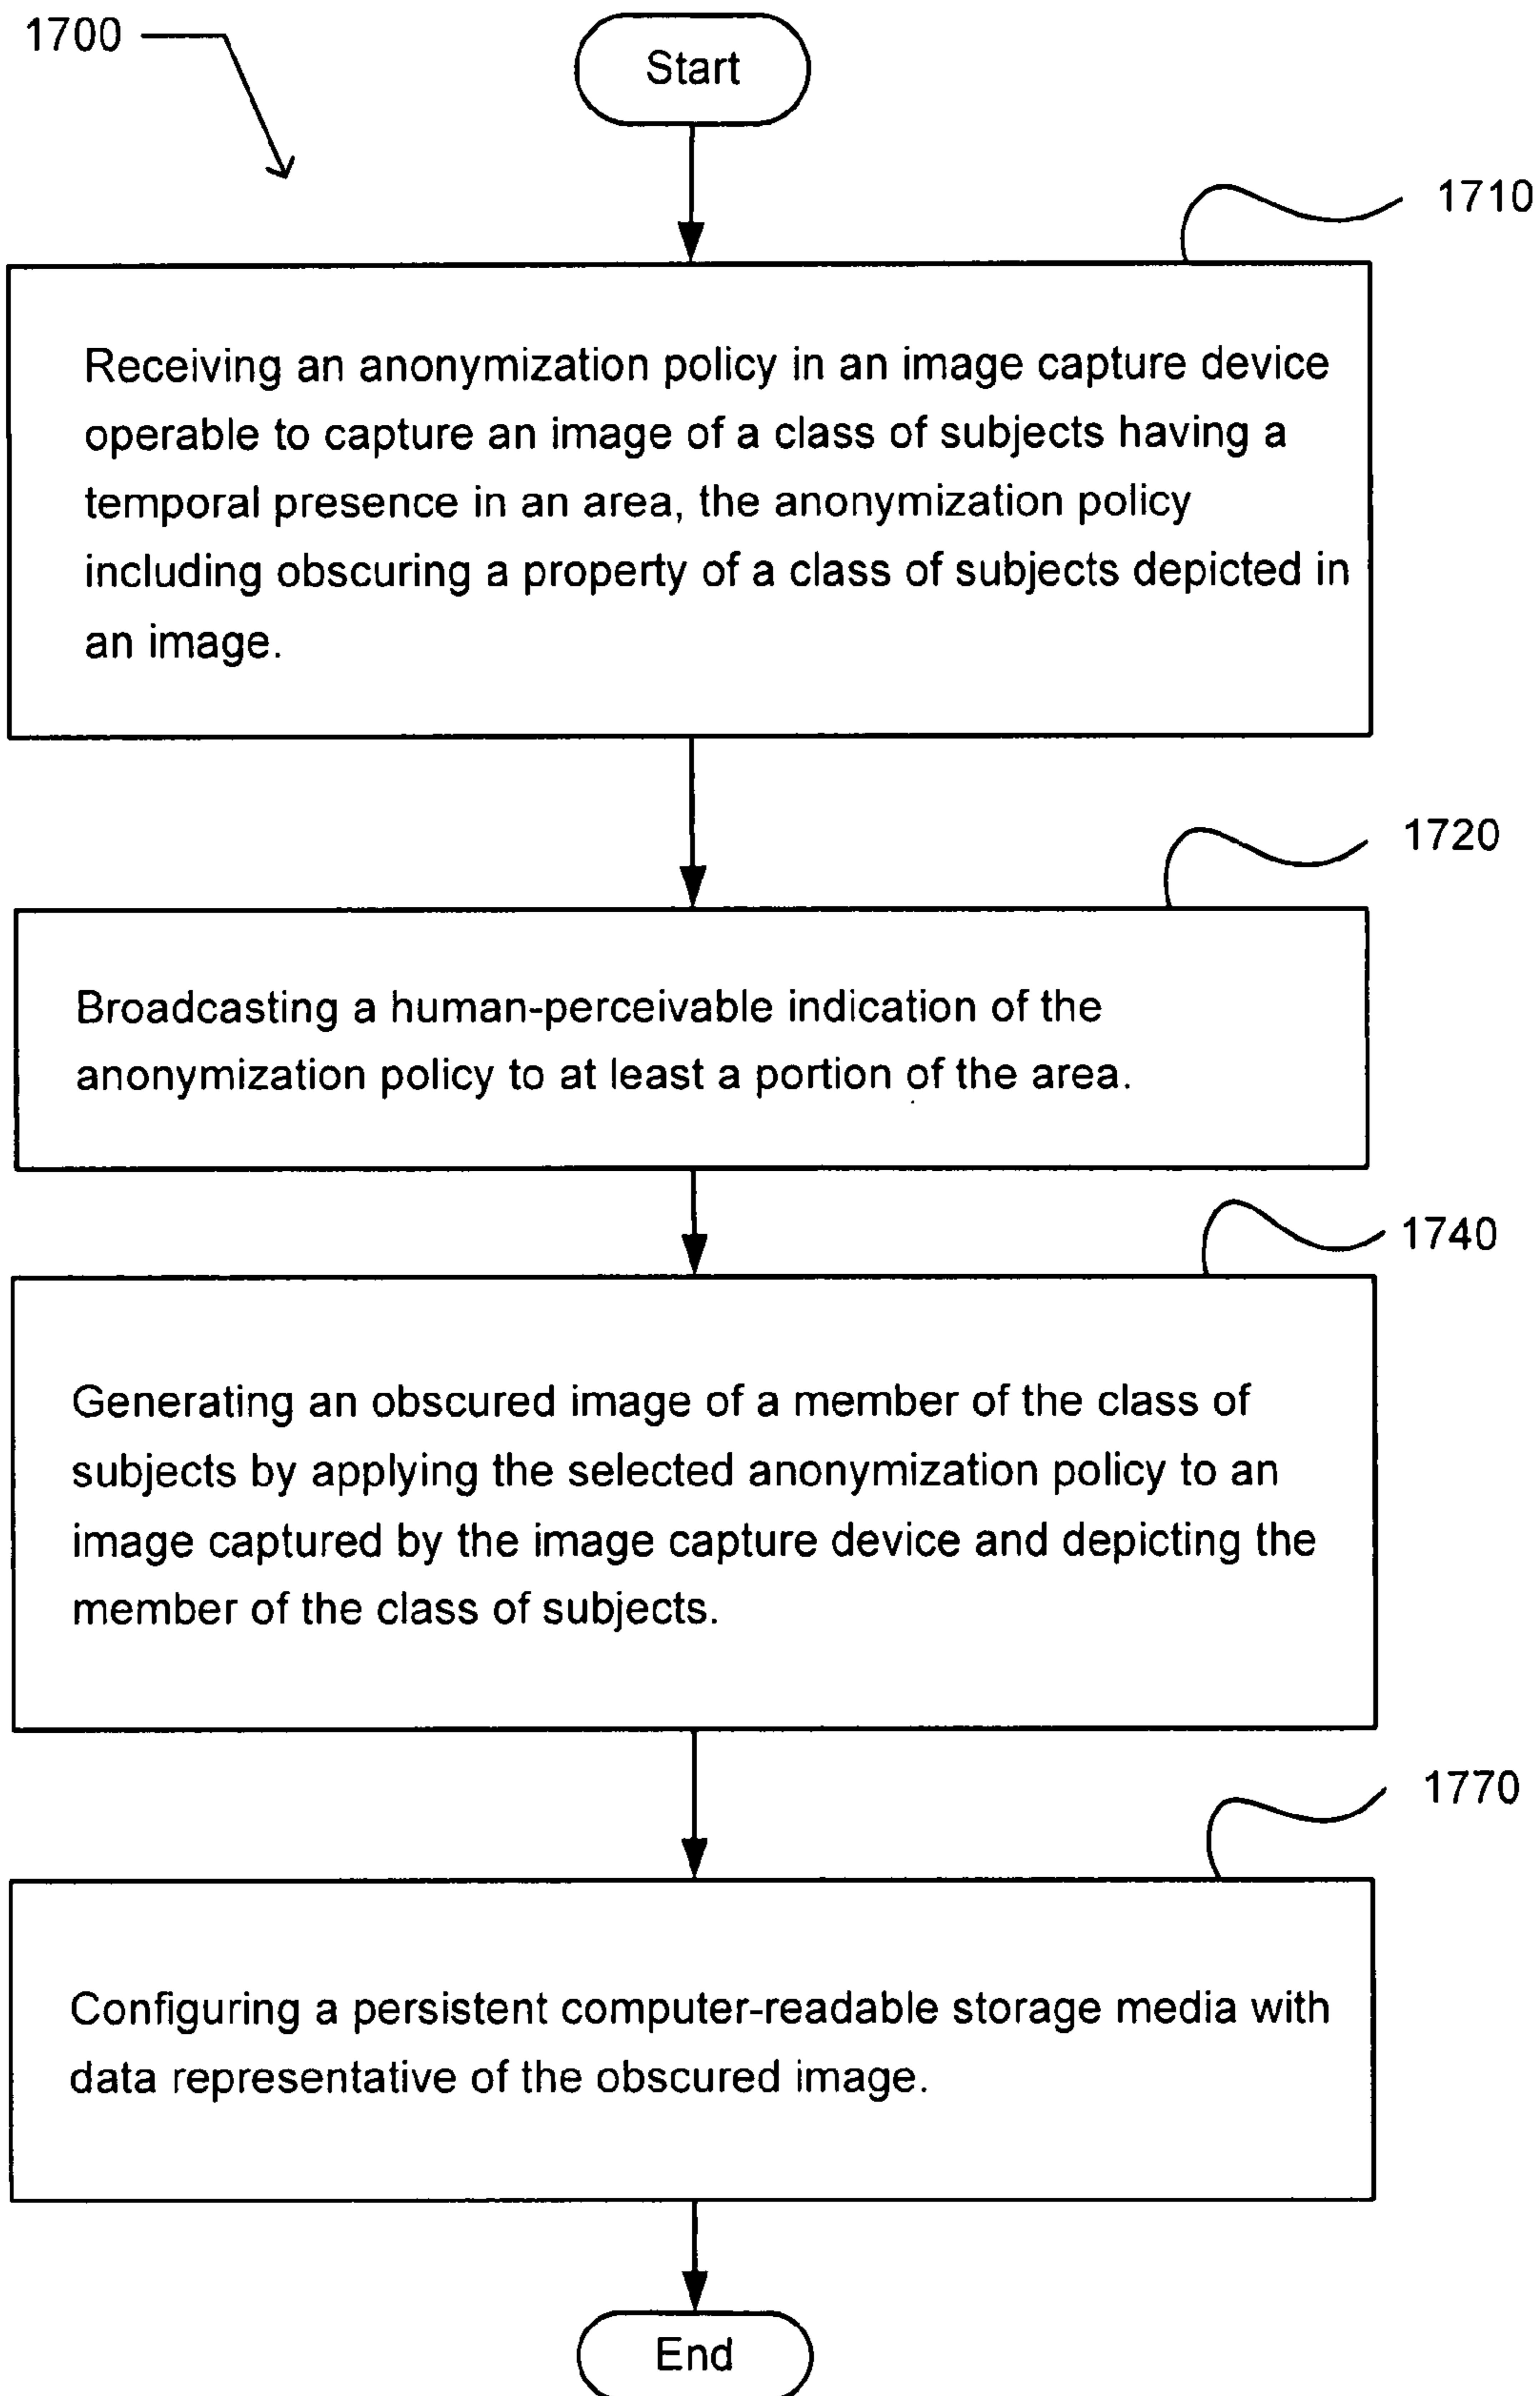 1700
Start
1710
Receiving an anonymization policy in an image capture device
operable to capture an image of a class of subjects having a
temporal presence in an area, the anonymization policy
including obscuring a property of a class of subjects depicted in
an image.
1720
Broadcasting a human-perceivable indication of the
anonymization policy to at least a portion of the area.
1740
Generating an obscured image of a member of the class of
subjects by applying the selected anonymization policy to an
image captured by the image capture device and depicting the
member of the class of subjects.
1770
Configuring a persistent computer-readable storage media with
data representative of the obscured image.
End